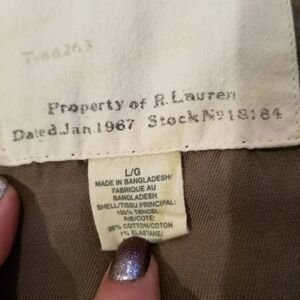 T-66263
Property of R. Lauren
Dated Jan 1967 Stock No 18184
L/G
MADE IN BANGLADESH/
FABRIQUE AU
BANGLADESH
SHELL/TISSU PRINCIPAL:
100% TENCEL
RIB/COTE:
99% COTTON/COTON
1% ELASTANE/